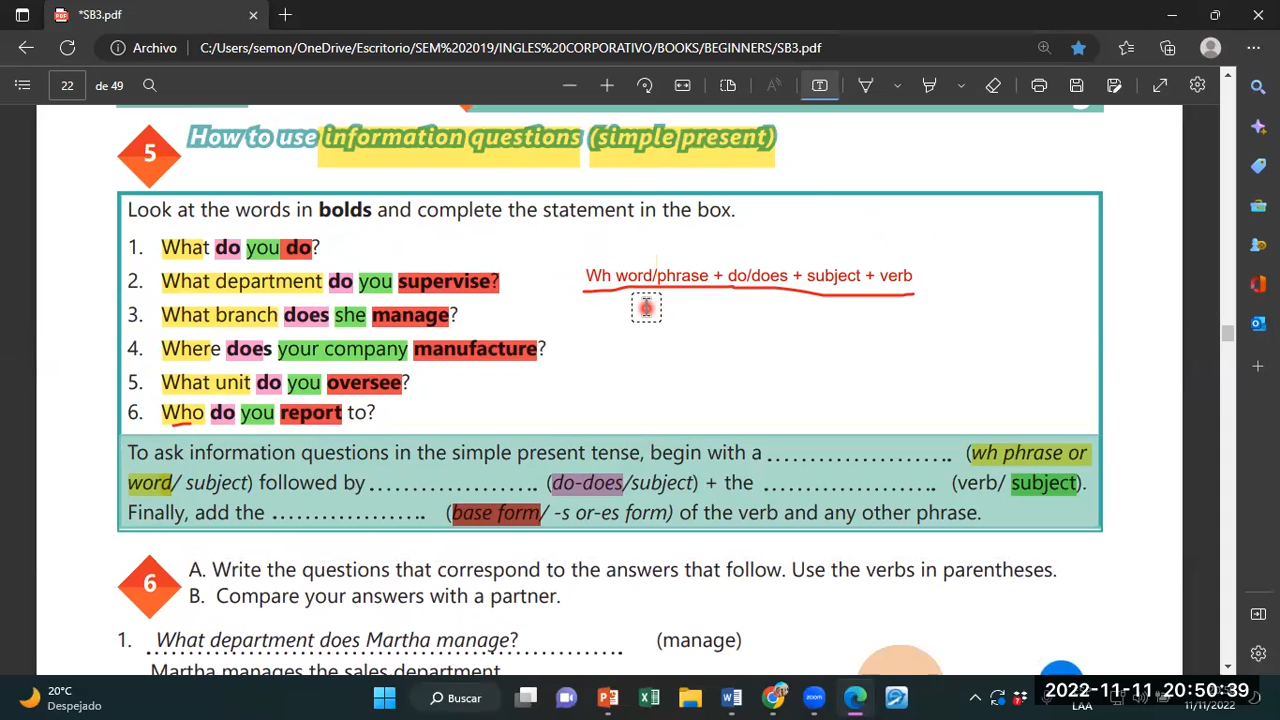 *SB3.pdf
Archivo
C:/Users/semon/OneDrive/Escritorio/SEM%202019/INGLES%20CORPORATIVO/BOOKS/BEGINNERS/SB3.pdf
22 de 49
5 How to use information questions (simple present)
Look at the words in bolds and complete the statement in the box.
1. What do you do?
2. What department do you supervise?
3. What branch does she manage?
4. Where does your company manufacture?
5. What unit do you oversee?
6. Who do you report to?
Wh word/phrase + do/does + subject + verb
To ask information questions in the simple present tense, begin with a ........................ (wh phrase or
word/ subject) followed by ...................... (do-does/subject) + the ...................... (verb/ subject).
Finally, add the .................... (base form/ -s or-es form) of the verb and any other phrase.
6 A. Write the questions that correspond to the answers that follow. Use the verbs in parentheses.
B. Compare your answers with a partner.
1. What department does Martha manage? (manage)
Martha manages the sales department
20°C
Despejado
Buscar
LAA
2022-11-11 20:50:39
11/11/2022